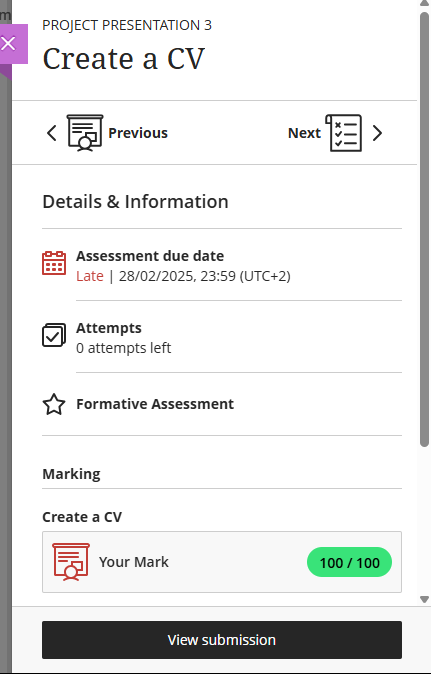 m
PROJECT PRESENTATION 3
Create a CV
Previous
Next
Details & Information
Assessment due date
Late | 28/02/2025, 23:59 (UTC+2)
Attempts
0 attempts left
Formative Assessment
Marking
Create a CV
Your Mark
100 / 100
View submission